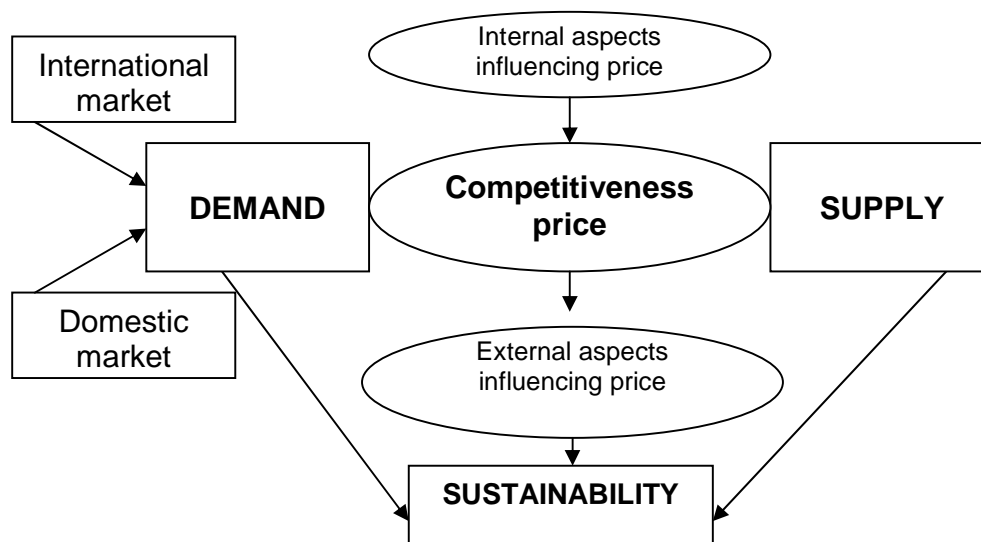 International
market
Internal aspects
influencing price
DEMAND
Competitiveness
price
SUPPLY
Domestic
market
External aspects
influencing price
SUSTAINABILITY